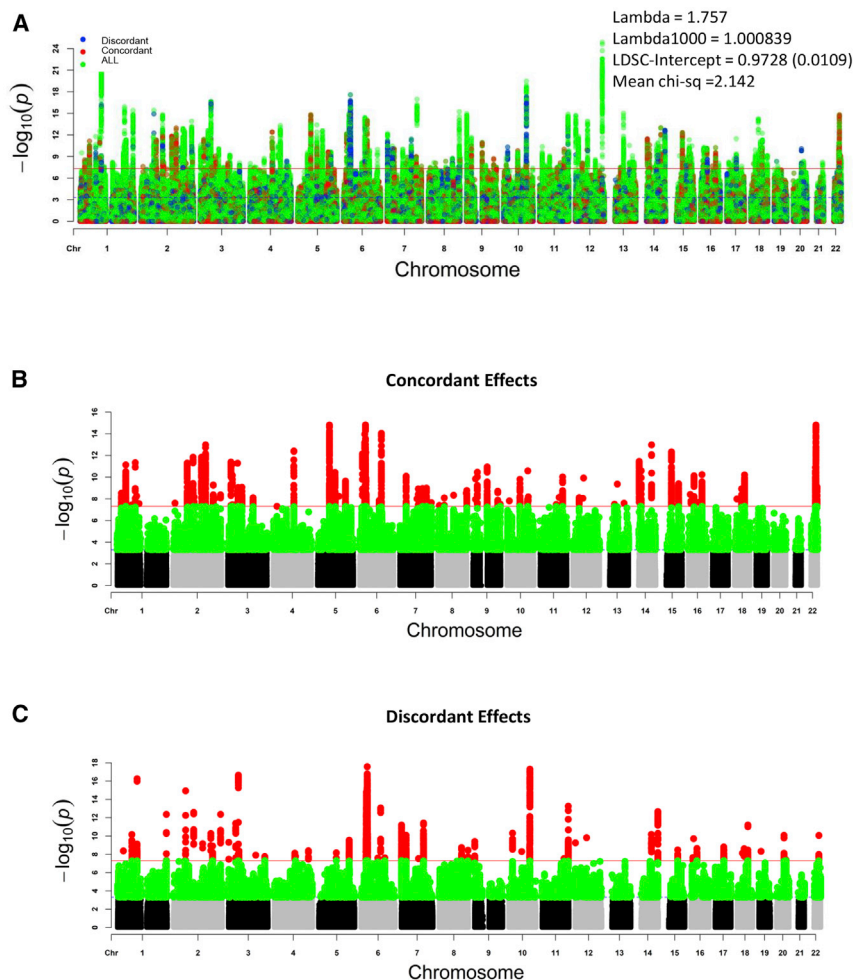 A
Discordant
Concordant
ALL
Lambda = 1.757
Lambda1000 = 1.000839
LDSC-Intercept = 0.9728 (0.0109)
Mean chi-sq =2.142
−log10(p)
24
21
18
15
12
9
6
3
0
Chr 1 2 3 4 5 6 7 8 9 10 11 12 13 14 15 16 17 18 19 20 21 22
Chromosome
B
Concordant Effects
−log10(p)
16
14
12
10
8
6
4
2
0
Chr 1 2 3 4 5 6 7 8 9 10 11 12 13 14 15 16 17 18 19 20 21 22
Chromosome
C
Discordant Effects
−log10(p)
18
16
14
12
10
8
6
4
2
0
Chr 1 2 3 4 5 6 7 8 9 10 11 12 13 14 15 16 17 18 19 20 21 22
Chromosome